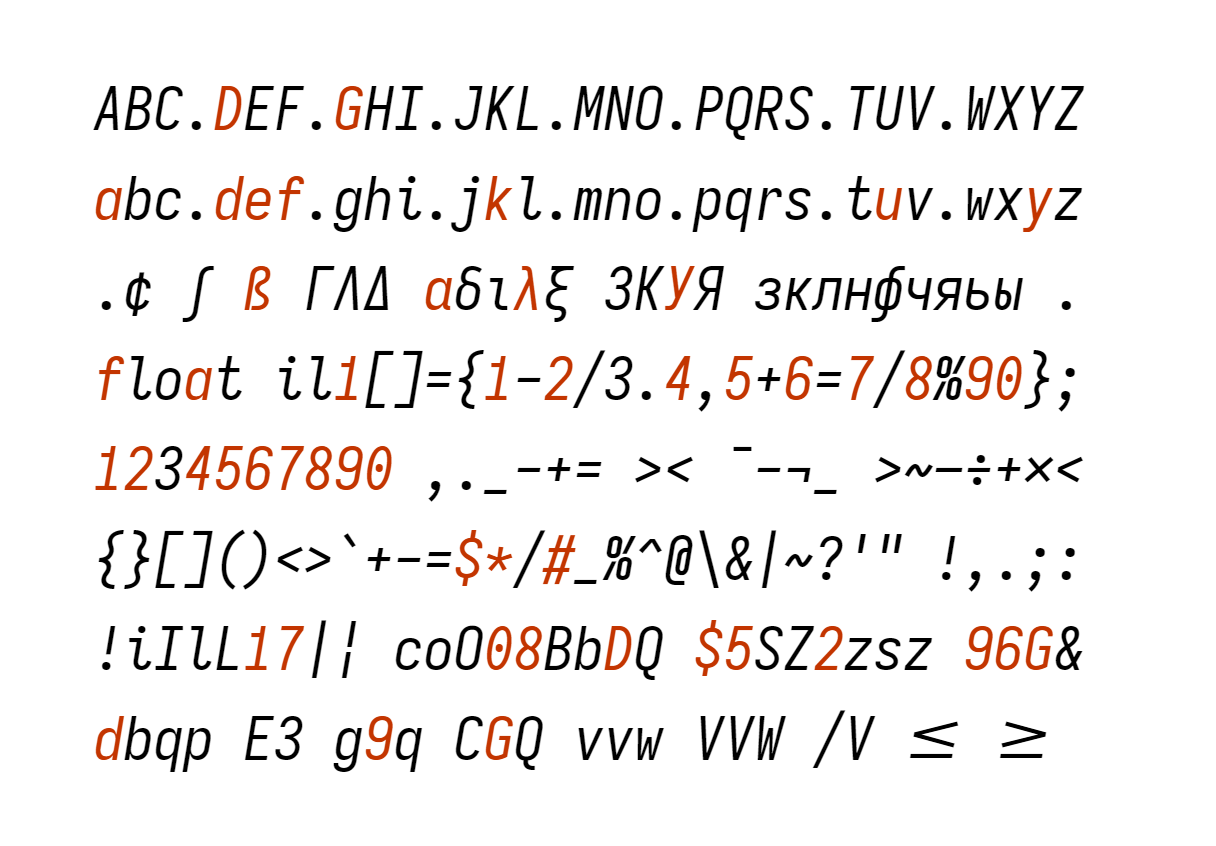 ABC.DEF.GHI.JKL.MNO.PQRS.TUV.WXYZ
abc.def.ghi.jkl.mno.pqrs.tuv.wxyz
.¢ ∫ ß ΓΛΔ αδιλξ ЗКУЯ зклнфчяьы .
float il1[]={1-2/3.4,5+6=7/8%90};
1234567890 ,._-+= >< ¯-¬_ >~–÷+×<
{}[]()<>`+-=$*/#_%^@\&|~?'" !,.;:
!iIlL17|¦ coO08BbDQ $5SZ2zsz 96G&
dbqp E3 g9q CGQ vvw VVW /V ≤ ≥